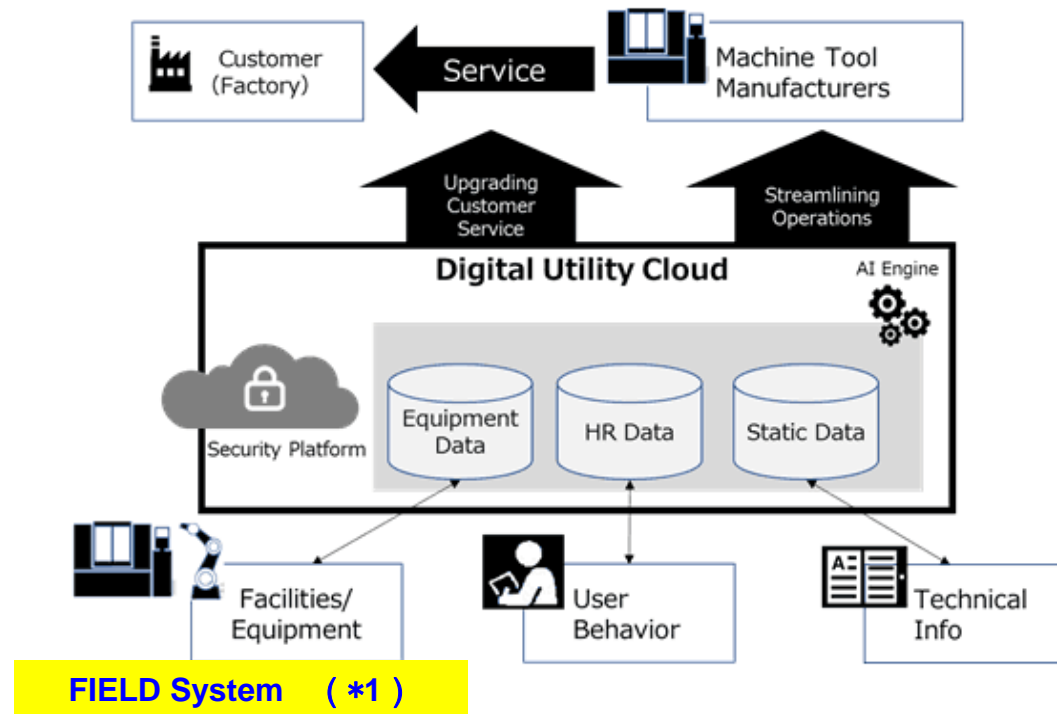 Customer
(Factory)
Service
Machine Tool
Manufacturers
Upgrading
Customer
Service
Streamlining
Operations
Digital Utility Cloud
AI Engine
Security Platform
Equipment
Data
HR Data
Static Data
Facilities/
Equipment
User
Behavior
A
Technical
Info
FIELD System (*1)